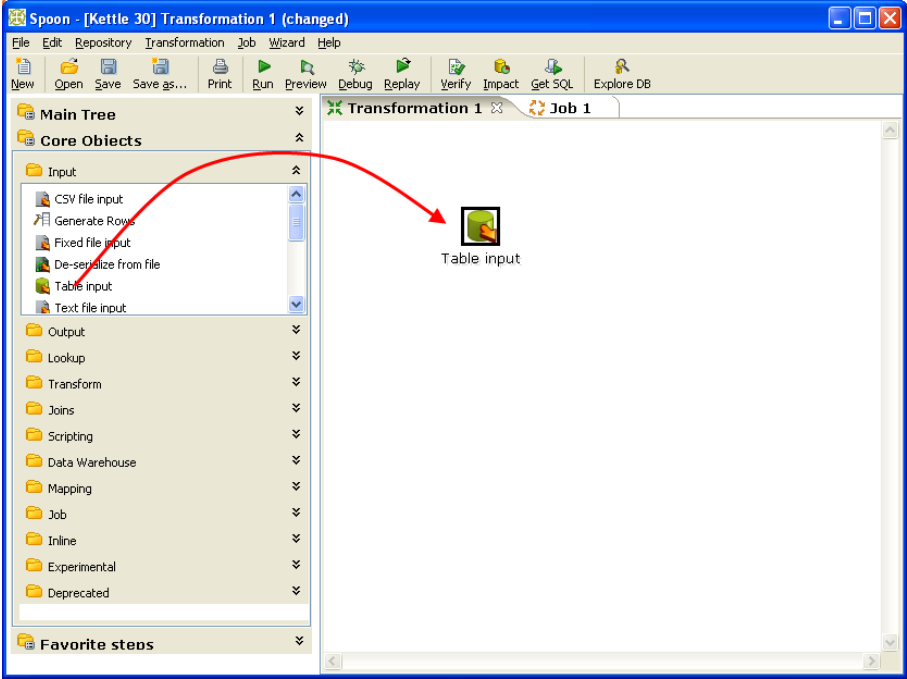 Spoon - [Kettle 30] Transformation 1 (changed)
File Edit Repository Transformation Job Wizard Help
New Open Save Save as... Print Run Preview Debug Replay Verify Impact Get SQL Explore DB
Main Tree
Transformation 1 Job 1
Core Objects
Input
CSV file input
Generate Rows
Fixed file input
De-serialize from file
Table input
Text file input
Output
Lookup
Transform
Joins
Scripting
Data Warehouse
Mapping
Job
Inline
Experimental
Deprecated
Favorite steps
Table input